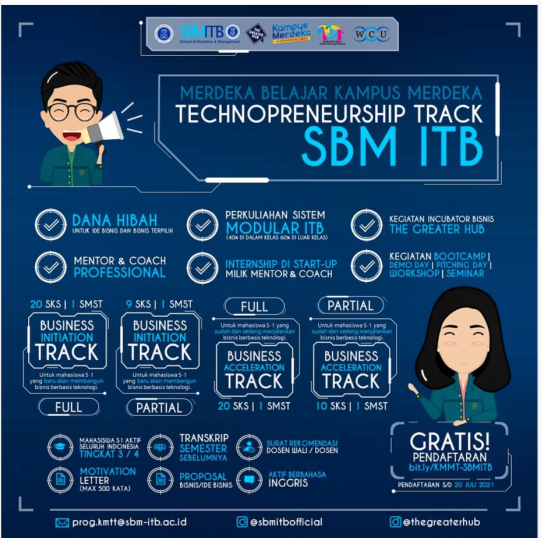 SBM ITB
School of Business & Management
Kampus
Merdeka
WCU
MERDEKA BELAJAR KAMPUS MERDEKA
TECHNOPRENEURSHIP TRACK
SBM ITB
DANA HIBAH
UNTUK IDE BISNIS DAN BISNIS TERPILIH
PERKULIAHAN SISTEM
MODULAR ITB
(40% DI DALAM KELAS 60% DI LUAR KELAS)
KEGIATAN INCUBATOR BISNIS
THE GREATER HUB
MENTOR & COACH
PROFESSIONAL
INTERNSHIP DI START-UP
MILIK MENTOR & COACH
KEGIATAN BOOTCAMP |
DEMO DAY | PITCHING DAY |
WORKSHOP | SEMINAR
20 SKS | 1 SMST
BUSINESS
INITIATION
TRACK
Untuk mahasiswa S-1
yang baru akan membangun
bisnis berbasis teknologi.
FULL
9 SKS | 1 SMST
BUSINESS
INITIATION
TRACK
Untuk mahasiswa S-1
yang baru akan membangun
bisnis berbasis teknologi.
PARTIAL
FULL
Untuk mahasiswa S-1 yang
sudah dan sedang menjalankan
bisnis berbasis teknologi.
BUSINESS
ACCELERATION
TRACK
20 SKS | 1 SMST
PARTIAL
Untuk mahasiswa S-1 yang
sudah dan sedang menjalankan
bisnis berbasis teknologi.
BUSINESS
ACCELERATION
TRACK
10 SKS | 1 SMST
MAHASISWA S1 AKTIF
SELURUH INDONESIA
TINGKAT 3 / 4
TRANSKRIP
SEMESTER
SEBELUMNYA
SURAT REKOMENDASI
DOSEN WALI / DOSEN
MOTIVATION
LETTER
(MAX 500 KATA)
PROPOSAL
BISNIS/IDE BISNIS
AKTIF BERBAHASA
INGGRIS
GRATIS!
PENDAFTARAN
bit.ly/KMMT-SBMITB
PENDAFTARAN S/D 20 JULI 2021
prog.kmtt@sbm-itb.ac.id
@sbmitbofficial
@thegreaterhub